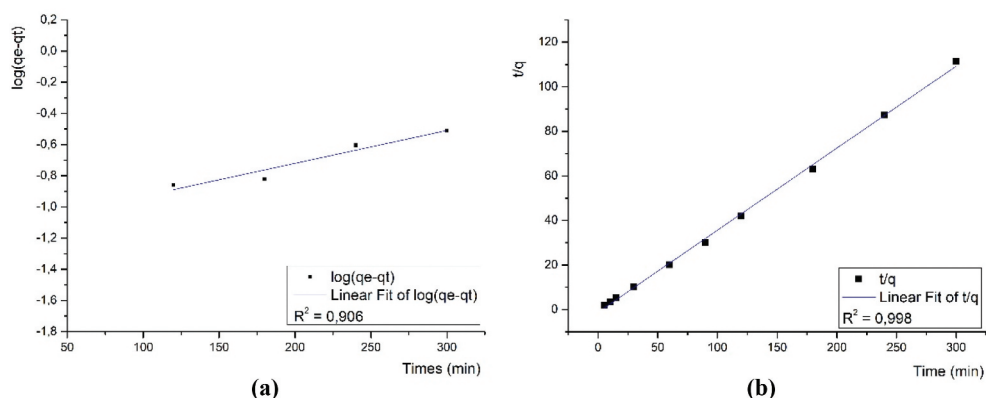 0,2
0,0
-0,2
-0,4
-0,6
-0,8
-1,0
-1,2
-1,4
-1,6
-1,8
log(qe-qt)
50
100
150
200
250
300
Times (min)
log(qe-qt)
Linear Fit of log(qe-qt)
R² = 0,906
(a)
120
100
80
60
40
20
0
t/q
0
50
100
150
200
250
300
Time (min)
t/q
Linear Fit of t/q
R² = 0,998
(b)